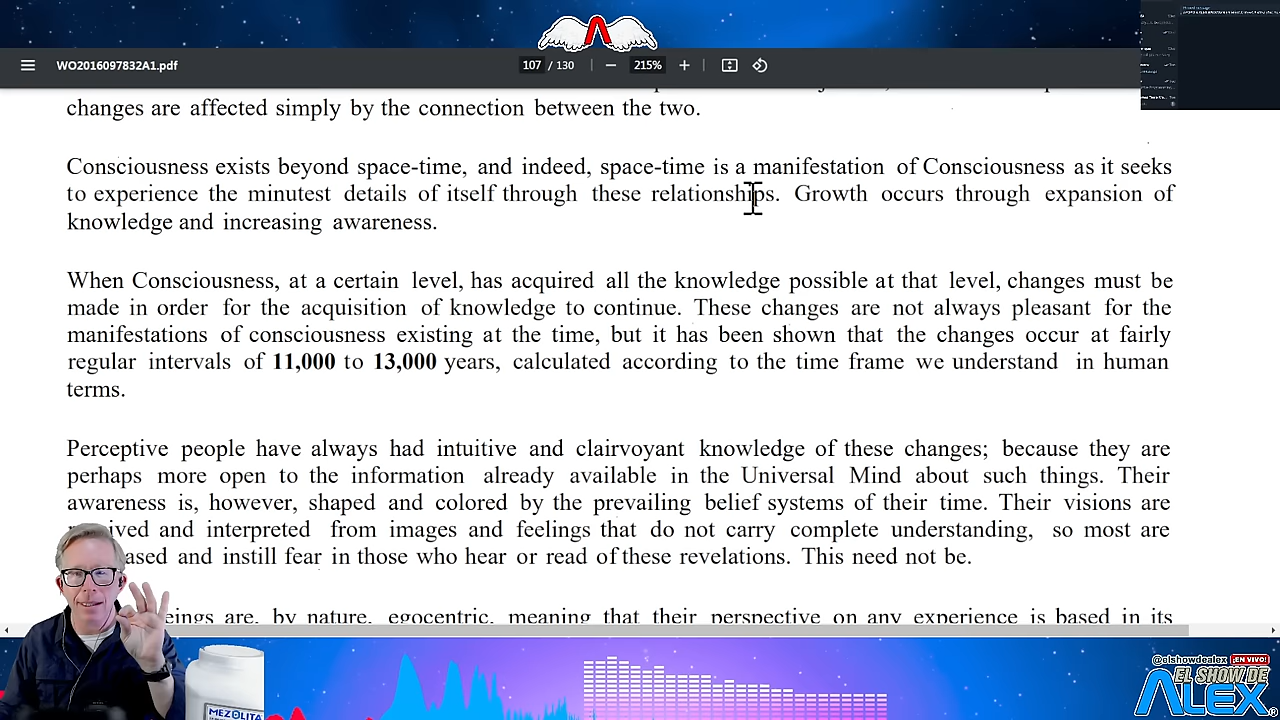 WO2016097832A1.pdf
107 / 130
215%
changes are affected simply by the connection between the two.
Consciousness exists beyond space-time, and indeed, space-time is a manifestation of Consciousness as it seeks
to experience the minutest details of itself through these relationships. Growth occurs through expansion of
knowledge and increasing awareness.
When Consciousness, at a certain level, has acquired all the knowledge possible at that level, changes must be
made in order for the acquisition of knowledge to continue. These changes are not always pleasant for the
manifestations of consciousness existing at the time, but it has been shown that the changes occur at fairly
regular intervals of 11,000 to 13,000 years, calculated according to the time frame we understand in human
terms.
Perceptive people have always had intuitive and clairvoyant knowledge of these changes; because they are
perhaps more open to the information already available in the Universal Mind about such things. Their
awareness is, however, shaped and colored by the prevailing belief systems of their time. Their visions are
and interpreted from images and feelings that do not carry complete understanding, so most are
and instill fear in those who hear or read of these revelations. This need not be.
are, by nature, egocentric, meaning that their perspective on any experience is based in its
MEZOLITA
@elshowdealex ¡EN VIVO!
EL SHOW DE
ALEX